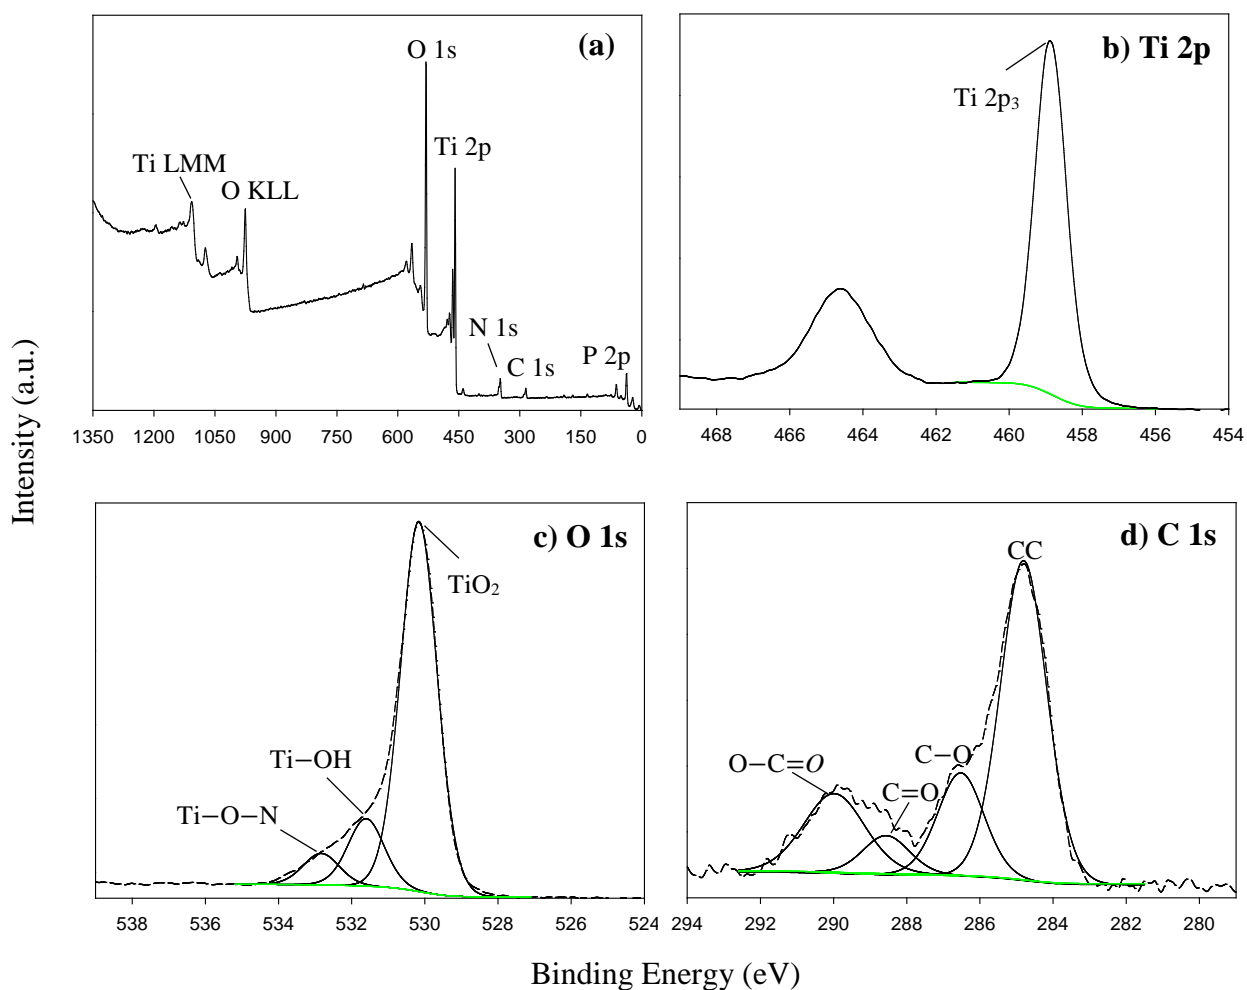 (a)
O 1s
Ti 2p
Ti LMM
O KLL
N 1s
C 1s
P 2p
1350 1200 1050 900 750 600 450 300 150 0
b) Ti 2p
Ti 2p₃
468 466 464 462 460 458 456 454
Intensity (a.u.)
c) O 1s
TiO₂
Ti−OH
Ti−O−N
538 536 534 532 530 528 526 524
d) C 1s
CC
C−O
O−C=O
C=O
294 292 290 288 286 284 282 280
Binding Energy (eV)